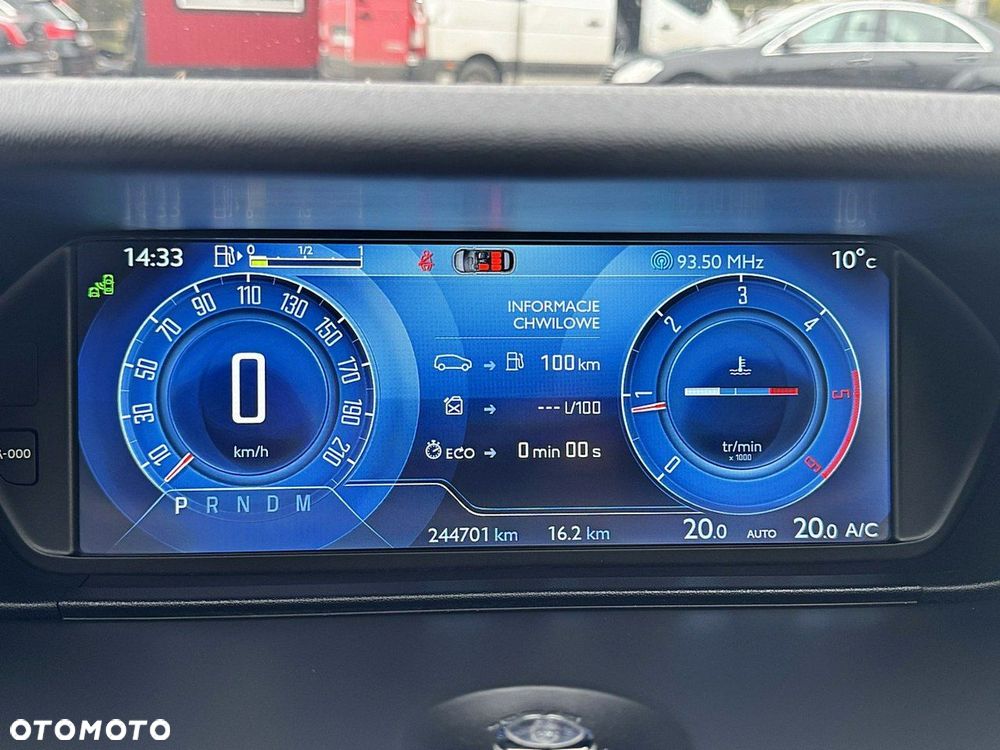 14:33
0 1/2 1
93.50 MHz
10°c
INFORMACJE
CHWILOWE
100 km
--- l/100
ECO 0 min 00 s
10 30 50 70 90 110 130 150 170 190 210
0
km/h
P R N D M
0 1 2 3 4 5 6
tr/min
x 1000
244701 km 16.2 km 20.0 AUTO 20.0 A/C
-000
OTOMOTO